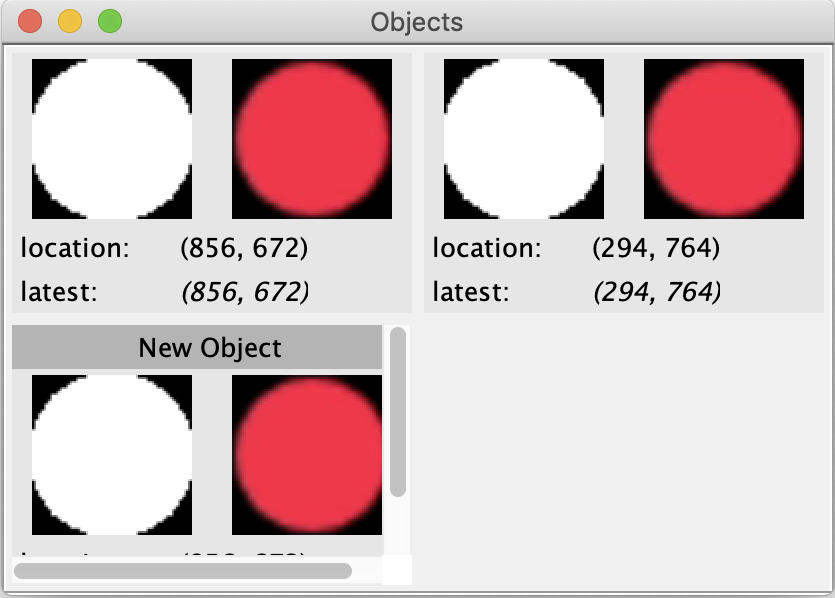 Objects
location: (856, 672)
latest: (856, 672)
location: (294, 764)
latest: (294, 764)
New Object